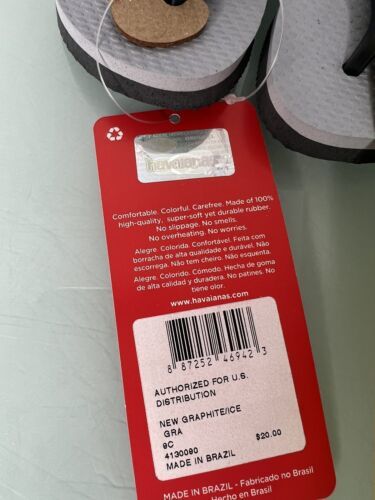 havaianas
Comfortable. Colorful. Carefree. Made of 100%
high-quality, super-soft yet durable rubber.
No slippage. No smells.
No overheating. No worries.
Alegre. Colorida. Confortável. Feita com
borracha de alta qualidade e durável. Não
escorrega. Não tem cheiro. Não esquenta.
Alegre. Colorido. Cómodo. Hecha de goma
de alta calidad y duradera. No patines. No
tiene olor.
www.havaianas.com
8 87252 46942 3
AUTHORIZED FOR U.S.
DISTRIBUTION
NEW GRAPHITE/ICE
GRA
9C
4130090 $20.00
MADE IN BRAZIL
MADE IN BRAZIL - Fabricado no Brasil
Hecho en Brasil